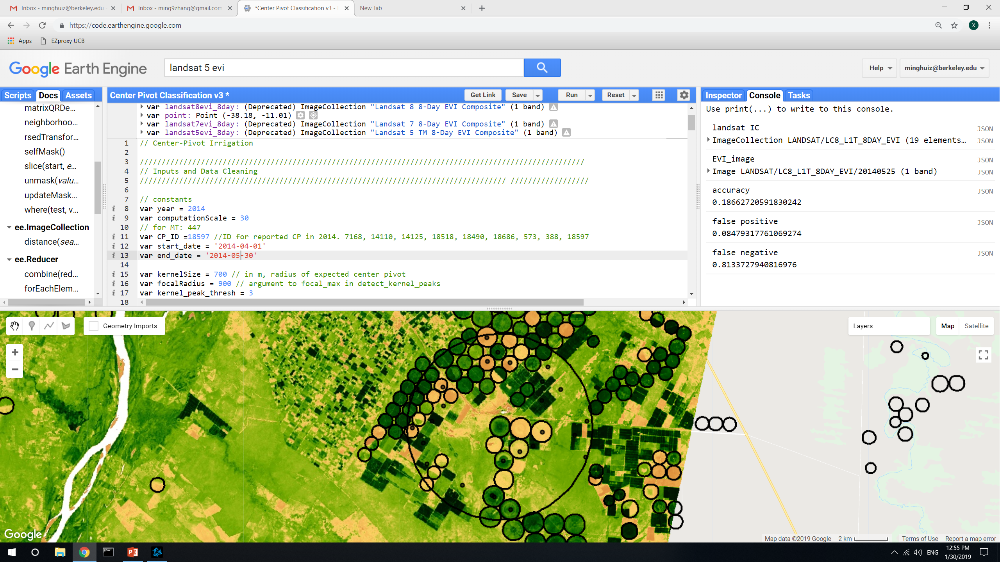 Inbox - minghuiz@berkeley.edu
Inbox - ming9zhang@gmail.com
*Center Pivot Classification v3 - E
New Tab
https://code.earthengine.google.com
X
Apps
EZproxy UCB
Google Earth Engine
landsat 5 evi
Help
minghuiz@berkeley.edu
Scripts Docs Assets
matrixQRDe...
neighborhoo...
rsedTransfor...
selfMask()
slice(start, e...
unmask(valu...
updateMask...
where(test, v...
ee.ImageCollection
distance(sea...
ee.Reducer
combine(red...
forEachElem...
Center Pivot Classification v3 *
Get Link Save Run Reset
var landsat8evi_8day: (Deprecated) ImageCollection "Landsat 8 8-Day EVI Composite" (1 band)
var point: Point (-38.18, -11.01)
var landsat7evi_8day: (Deprecated) ImageCollection "Landsat 7 8-Day EVI Composite" (1 band)
var landsat5evi_8day: (Deprecated) ImageCollection "Landsat 5 TM 8-Day EVI Composite" (1 band)
1 // Center-Pivot Irrigation
2
3 //////////////////////////////////////////////////////////////////////////////////////////////////////
4 // Inputs and Data Cleaning
5 //////////////////////////////////////////////////////////////////////////////////// //////////////////
6
7 // constants
8 var year = 2014
9 var computationScale = 30
10 // for MT: 447
11 var CP_ID =18597 //ID for reported CP in 2014. 7168, 14110, 14125, 18518, 18490, 18686, 573, 388, 18597
12 var start_date = '2014-04-01'
13 var end_date = '2014-05-30'
14
15 var kernelSize = 700 // in m, radius of expected center pivot
16 var focalRadius = 900 // argument to focal_max in detect_kernel_peaks
17 var kernel_peak_thresh = 3
18
Inspector Console Tasks
Use print(...) to write to this console.
landsat IC JSON
ImageCollection LANDSAT/LC8_L1T_8DAY_EVI (19 elements... JSON
EVI_image JSON
Image LANDSAT/LC8_L1T_8DAY_EVI/20140525 (1 band) JSON
accuracy JSON
0.18662720591830242
false positive JSON
0.08479317761069274
false negative JSON
0.8133727940816976
Geometry Imports
Layers
Map Satellite
+
−
Google
Map data ©2019 Google 2 km Terms of Use Report a map error
ENG
12:55 PM
1/30/2019